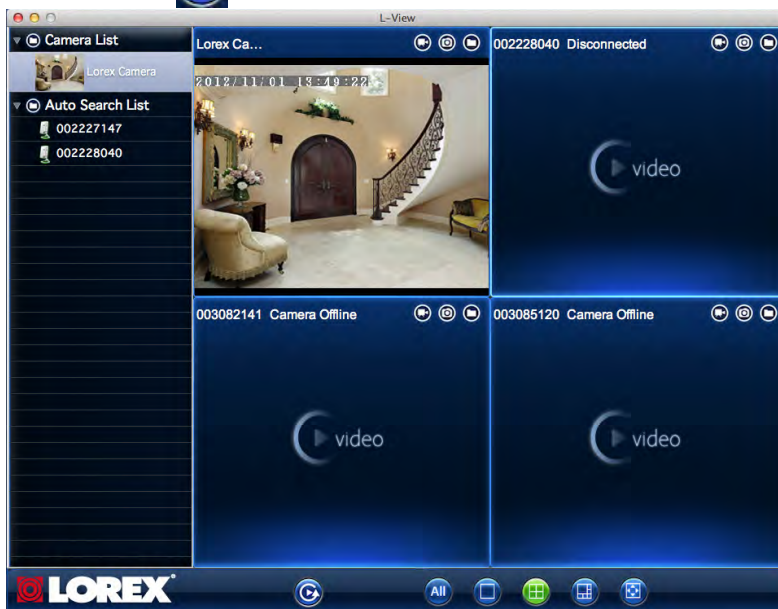 L-View
Camera List
Lorex Camera
Auto Search List
002227147
002228040
Lorex Ca...
2012/11/01 13:49:22
002228040 Disconnected
video
003082141 Camera Offline
video
003085120 Camera Offline
video
LOREX
All